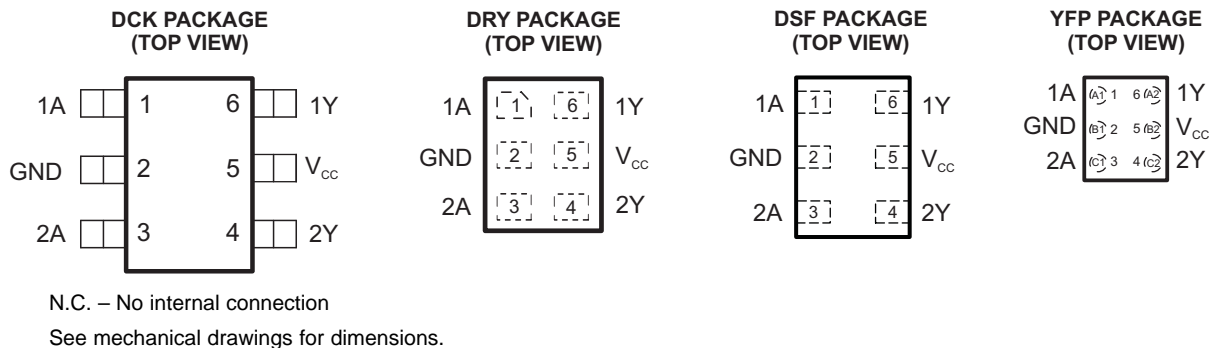 DCK PACKAGE
(TOP VIEW)
1A 1 6 1Y
GND 2 5 VCC
2A 3 4 2Y
DRY PACKAGE
(TOP VIEW)
1A 1 6 1Y
GND 2 5 VCC
2A 3 4 2Y
DSF PACKAGE
(TOP VIEW)
1A 1 6 1Y
GND 2 5 VCC
2A 3 4 2Y
YFP PACKAGE
(TOP VIEW)
1A A1 1 6 A2 1Y
GND B1 2 5 B2 VCC
2A C1 3 4 C2 2Y
N.C. – No internal connection
See mechanical drawings for dimensions.